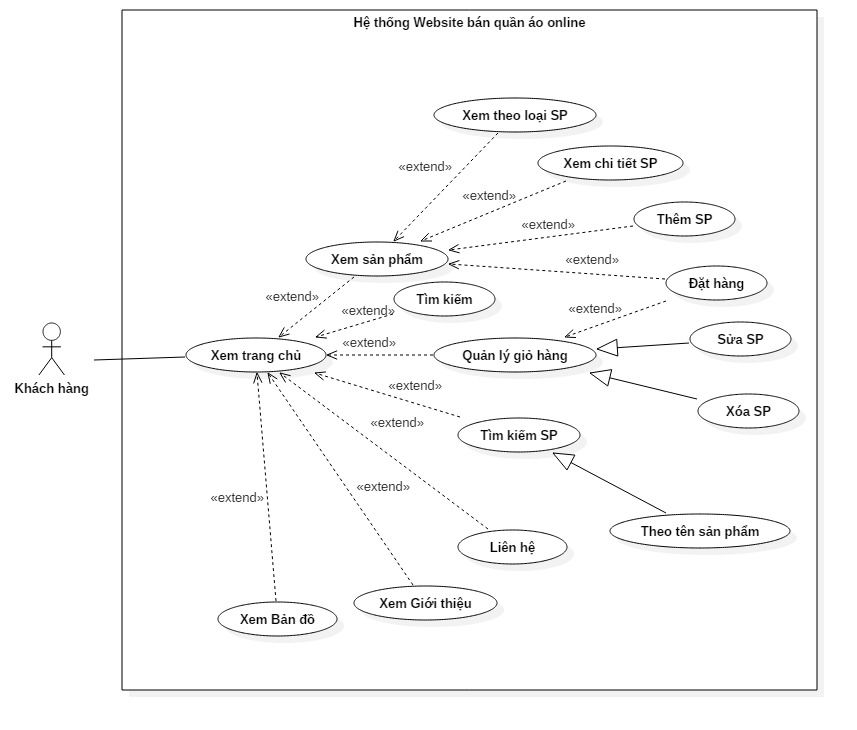 Hệ thống Website bán quần áo online
Xem theo loại SP
«extend»
Xem chi tiết SP
«extend»
Thêm SP
«extend»
Xem sản phẩm
«extend»
Đặt hàng
«extend»
Tìm kiếm
«extend»
«extend»
Khách hàng
Xem trang chủ
«extend»
Quản lý giỏ hàng
Sửa SP
Xóa SP
«extend»
«extend»
Tìm kiếm SP
«extend»
«extend»
Theo tên sản phẩm
Liên hệ
Xem Giới thiệu
Xem Bản đồ